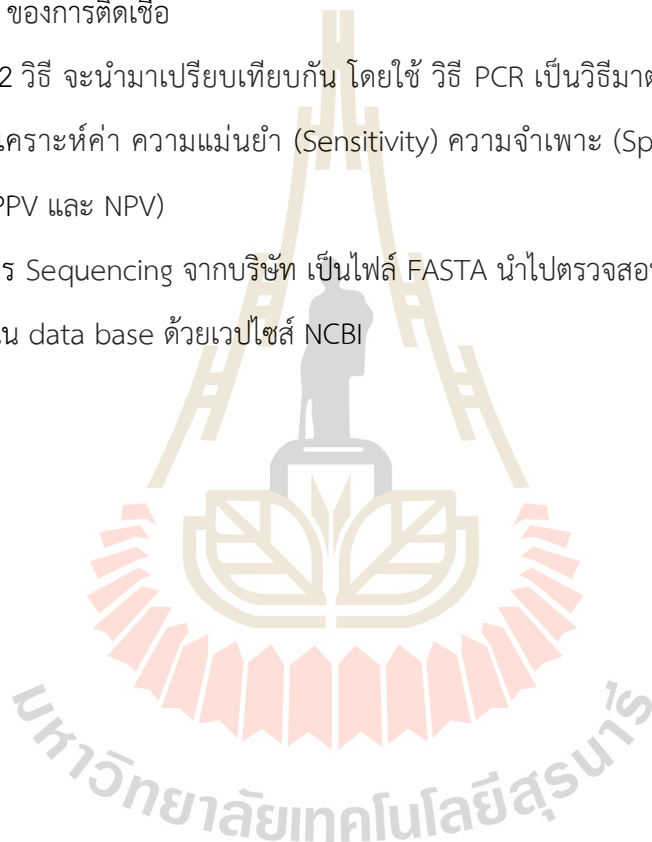 ของการติดเชื้อ
2 วิธี จะนำมาเปรียบเทียบกัน โดยใช้ วิธี PCR เป็นวิธีมาต
เคราะห์ค่า ความแม่นยำ (Sensitivity) ความจำเพาะ (Sp
PPV และ NPV)
ร Sequencing จากบริษัท เป็นไฟล์ FASTA นำไปตรวจสอบ
น data base ด้วยเวปไซส์ NCBI
มหาวิทยาลัยเทคโนโลยีสุรนารี